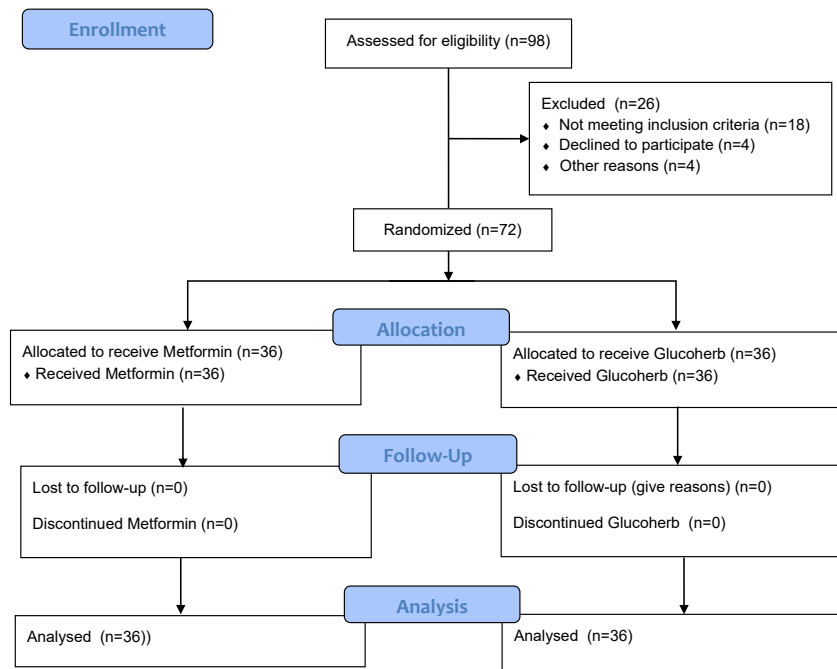 Enrollment
Assessed for eligibility (n=98)
Excluded (n=26)
♦ Not meeting inclusion criteria (n=18)
♦ Declined to participate (n=4)
♦ Other reasons (n=4)
Randomized (n=72)
Allocation
Allocated to receive Metformin (n=36)
♦ Received Metformin (n=36)
Allocated to receive Glucoherb (n=36)
♦ Received Glucoherb (n=36)
Follow-Up
Lost to follow-up (n=0)
Discontinued Metformin (n=0)
Lost to follow-up (give reasons) (n=0)
Discontinued Glucoherb (n=0)
Analysis
Analysed (n=36))
Analysed (n=36)